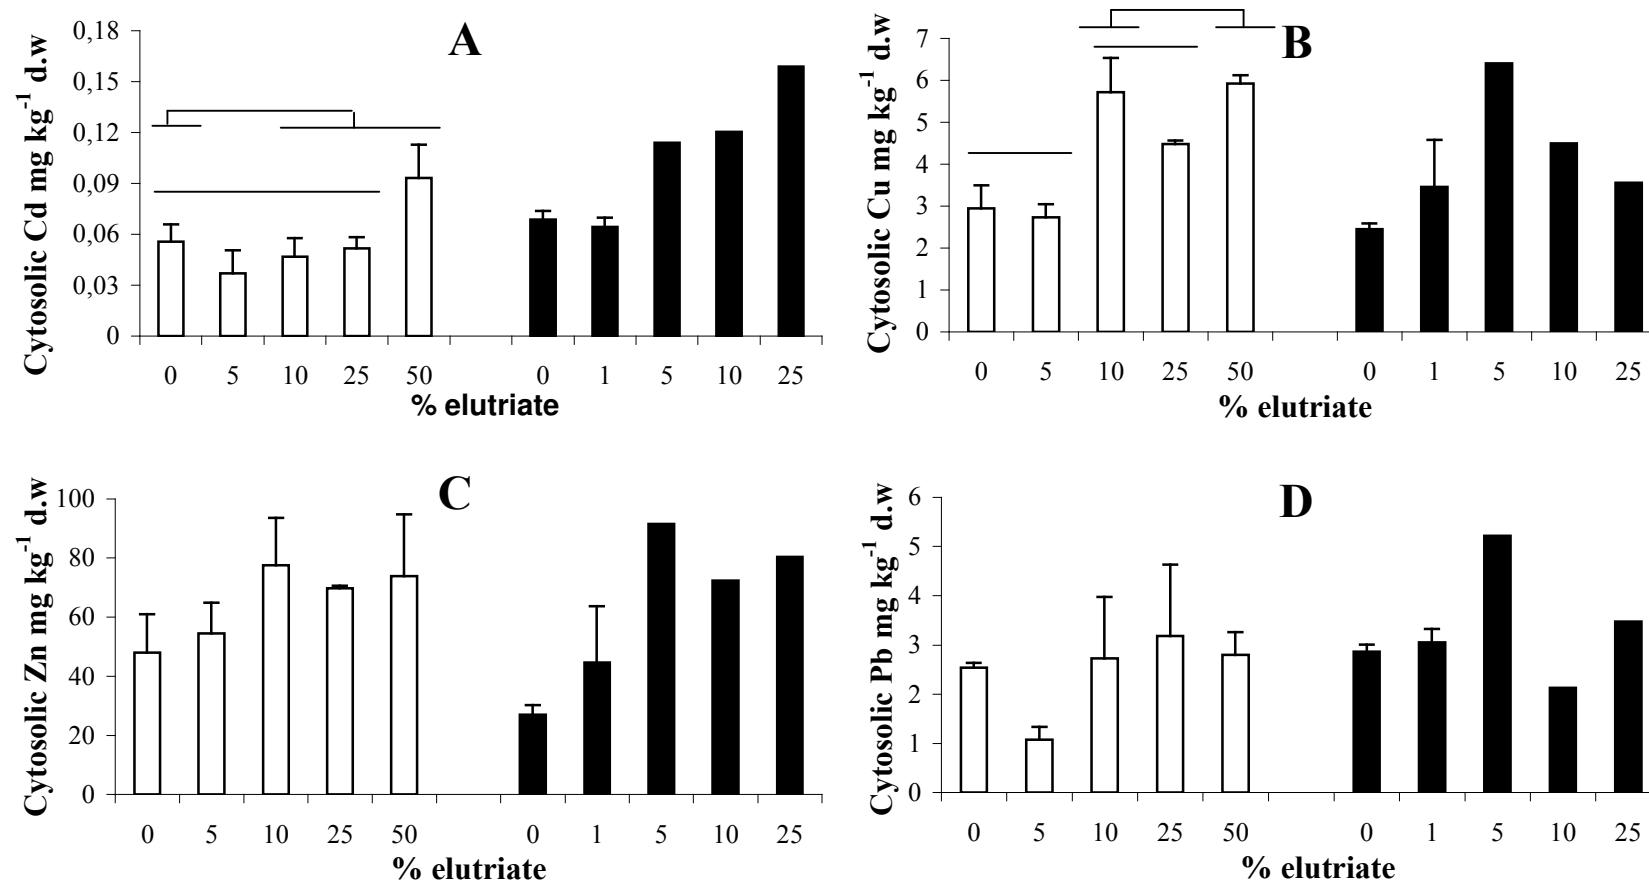 A
Cytosolic Cd mg kg-1 d.w
0,18
0,15
0,12
0,09
0,06
0,03
0
0 5 10 25 50 0 1 5 10 25
% elutriate
B
Cytosolic Cu mg kg-1 d.w
7
6
5
4
3
2
1
0
0 5 10 25 50 0 1 5 10 25
% elutriate
C
Cytosolic Zn mg kg-1 d.w
100
80
60
40
20
0
0 5 10 25 50 0 1 5 10 25
% elutriate
D
Cytosolic Pb mg kg-1 d.w
6
5
4
3
2
1
0
0 5 10 25 50 0 1 5 10 25
% elutriate